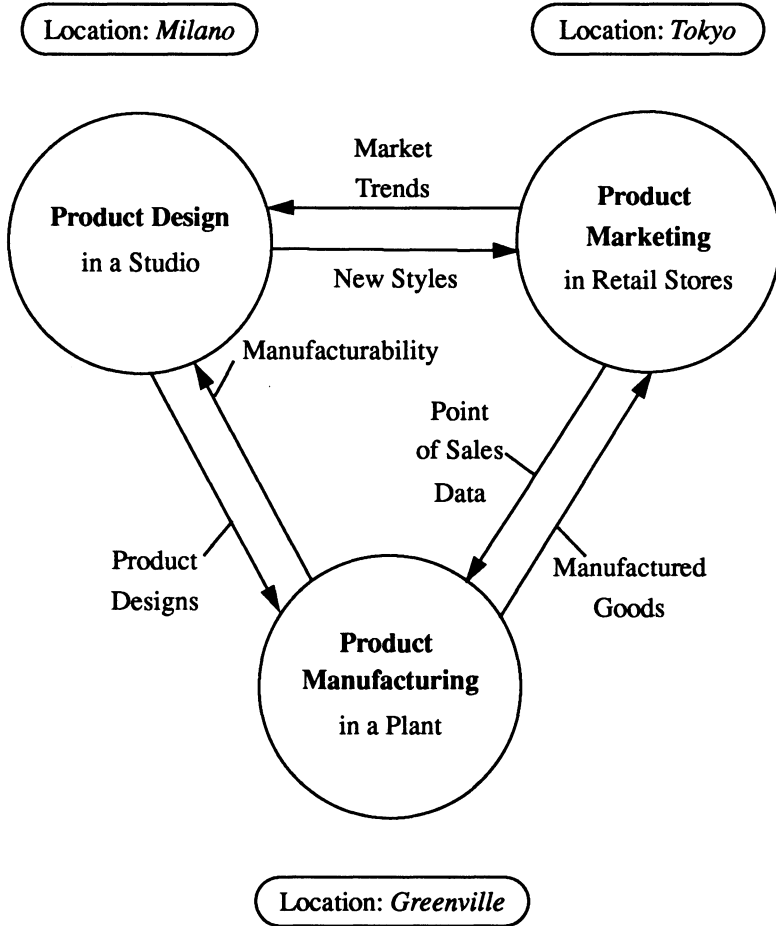 Location: Milano
Location: Tokyo
Market
Trends
Product Design
in a Studio
Product
Marketing
in Retail Stores
New Styles
Manufacturability
Point
of Sales
Data
Product
Designs
Manufactured
Goods
Product
Manufacturing
in a Plant
Location: Greenville